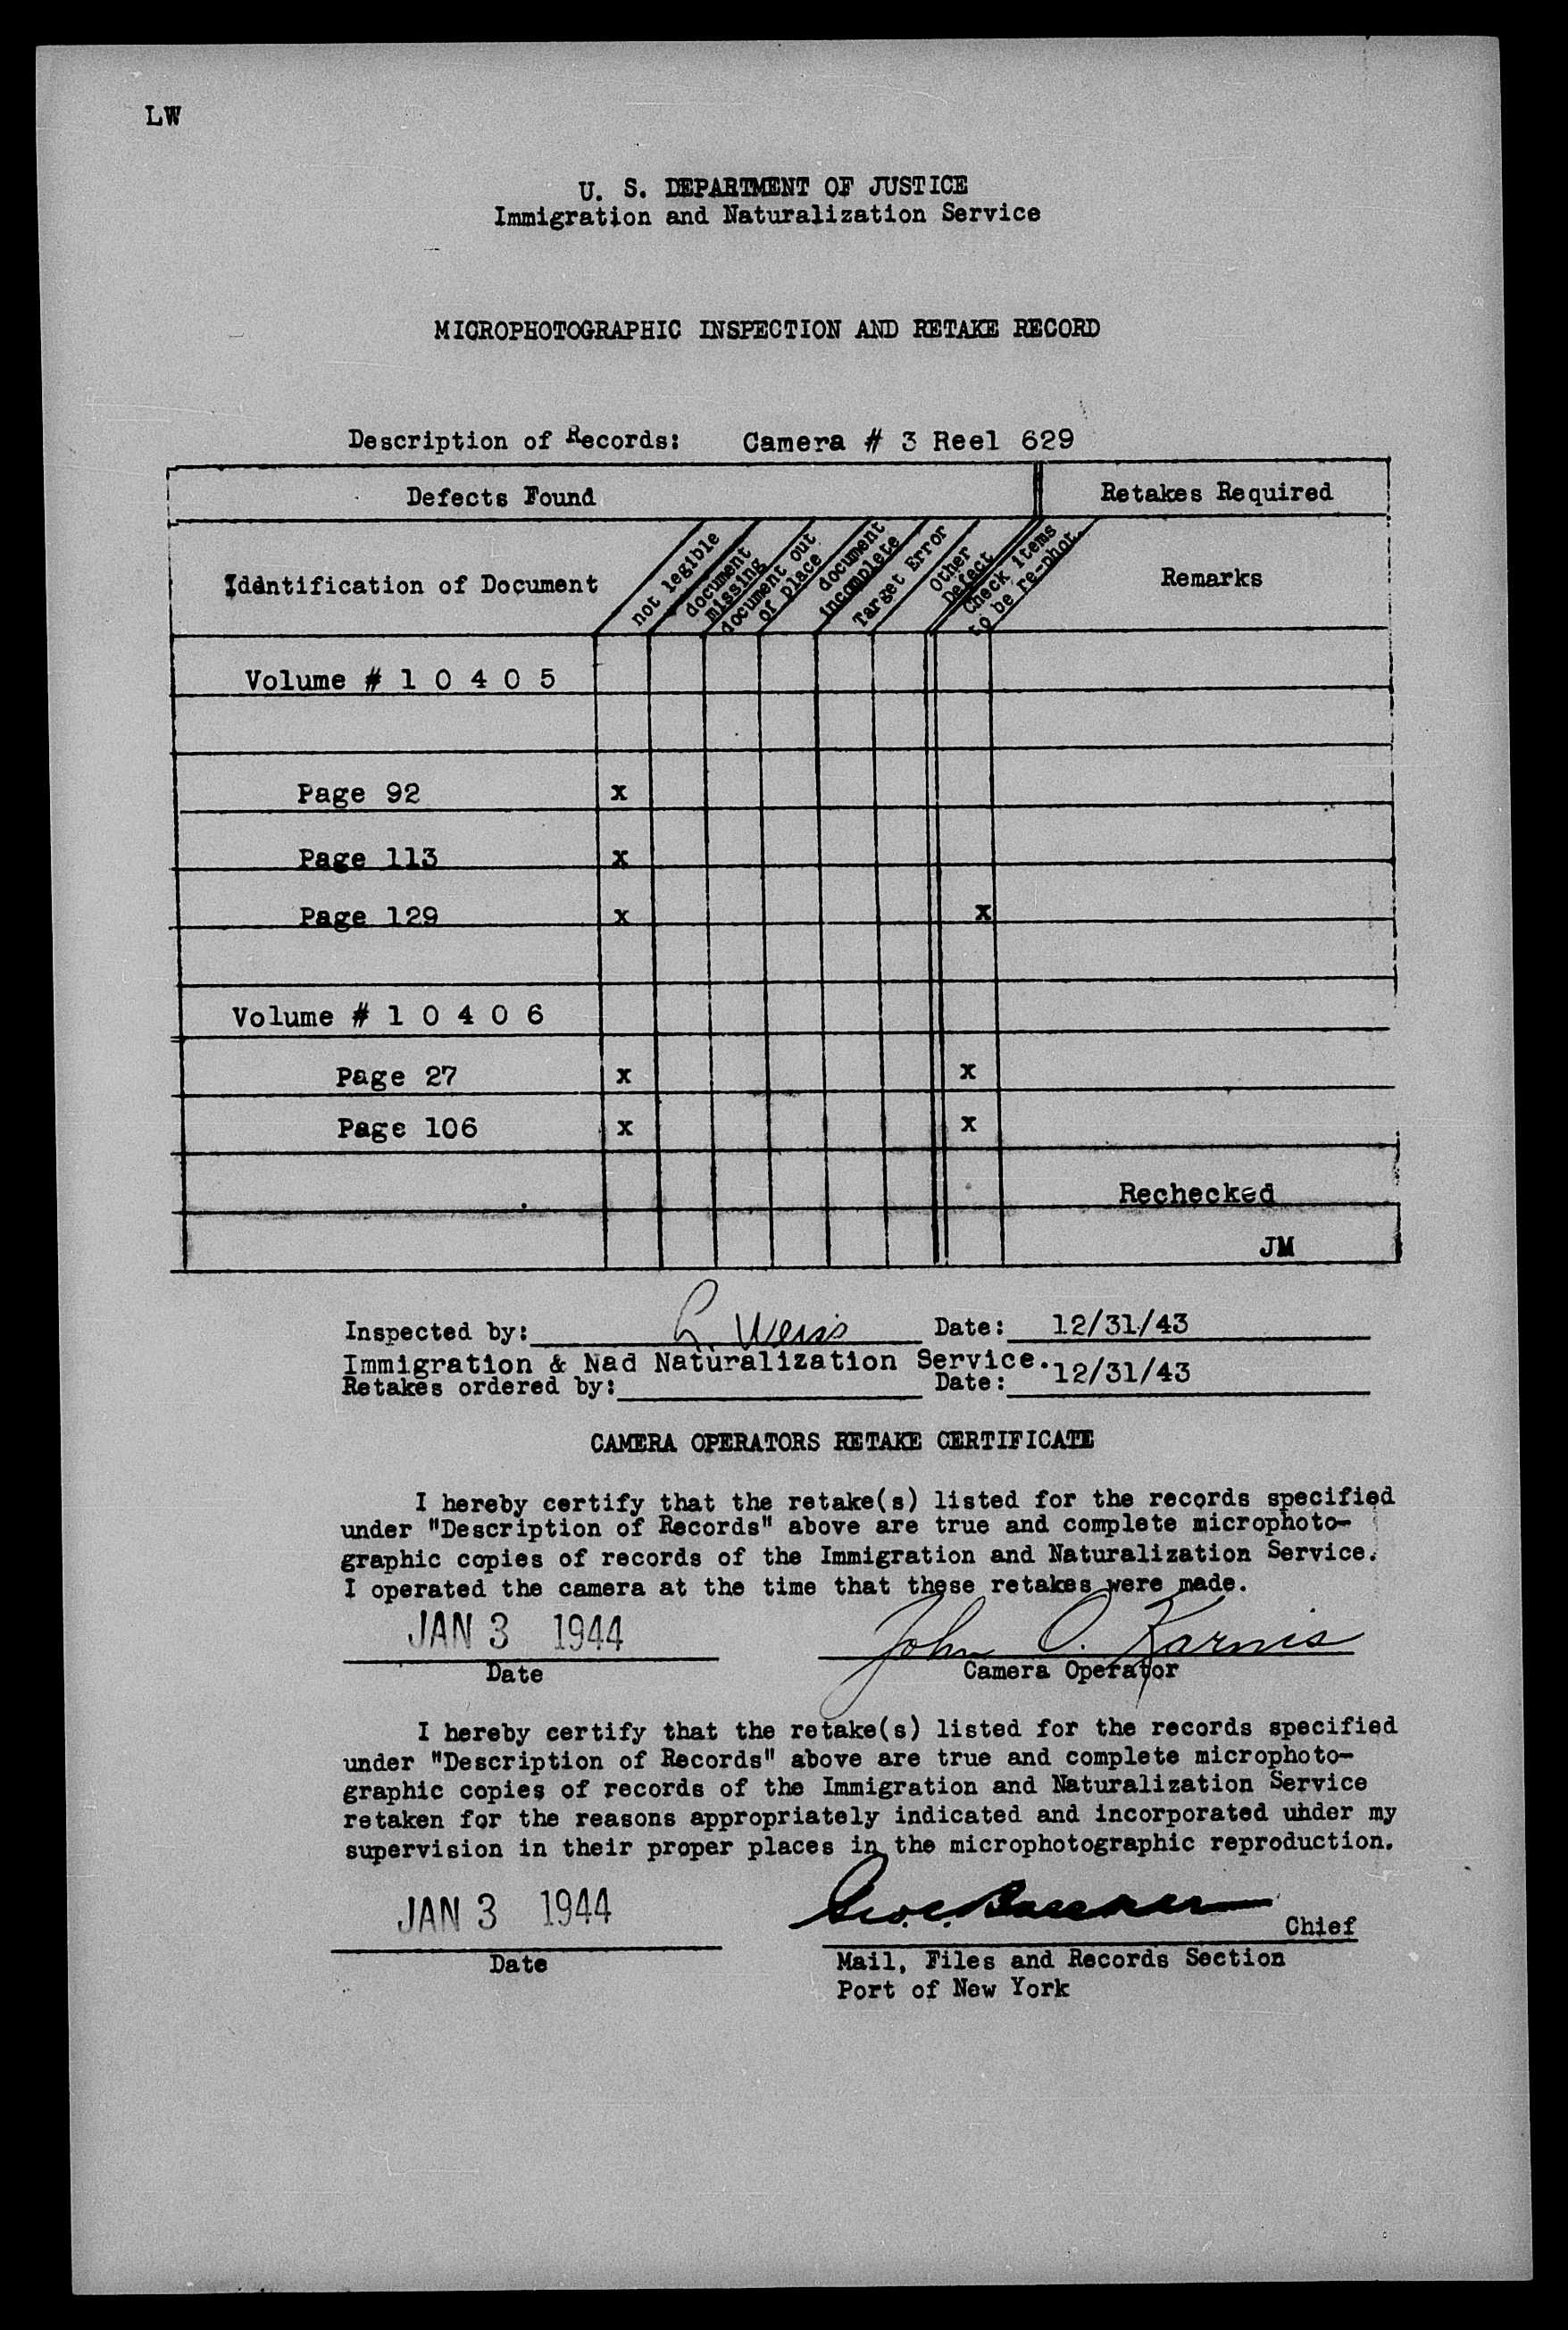 LW
U. S. DEPARTMENT OF JUSTICE
Immigration and Naturalization Service
MICROPHOTOGRAPHIC INSPECTION AND RETAKE RECORD
Description of Records: Camera # 3 Reel 629
Defects Found Retakes Required
Identification of Document
not legible
document missing
document out of place
document incomplete
Target Error
Other Defect
Check items to be re-phot.
Remarks
Volume # 1 0 4 0 5
Page 92 x
Page 113 x
Page 129 x x
Volume # 1 0 4 0 6
Page 27 x x
Page 106 x x
Rechecked
JM
Inspected by: L Weiss Date: 12/31/43
Immigration & Nad Naturalization Service.
Retakes ordered by: Date: 12/31/43
CAMERA OPERATORS RETAKE CERTIFICATE
I hereby certify that the retake(s) listed for the records specified
under "Description of Records" above are true and complete microphoto-
graphic copies of records of the Immigration and Naturalization Service.
I operated the camera at the time that these retakes were made.
JAN 3 1944 John O. Karnis
Date Camera Operator
I hereby certify that the retake(s) listed for the records specified
under "Description of Records" above are true and complete microphoto-
graphic copies of records of the Immigration and Naturalization Service
retaken for the reasons appropriately indicated and incorporated uhder my
supervision in their proper places in the microphotographic reproduction.
JAN 3 1944 Chief
Date Mail, Files and Records Section
Port of New York